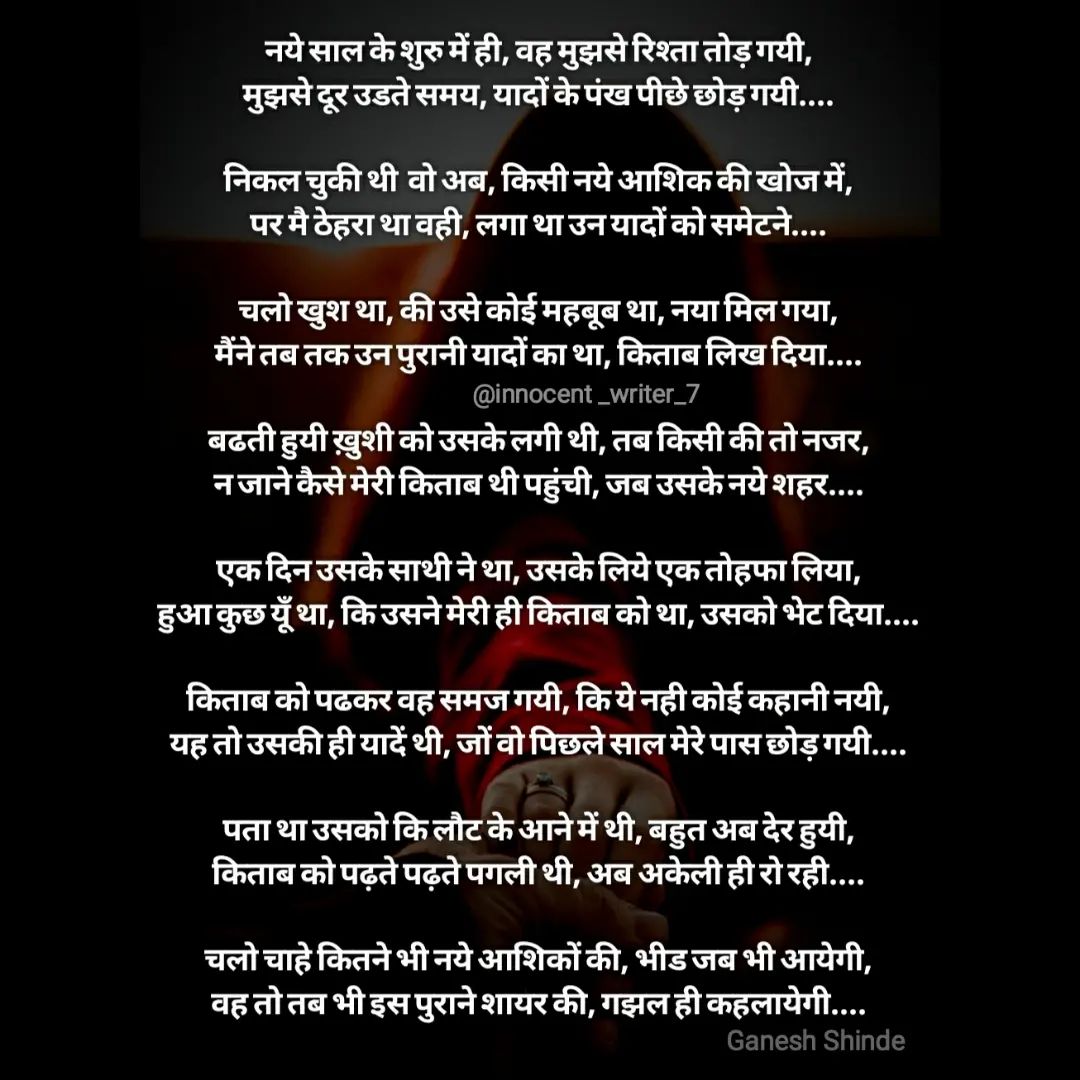 नये साल के शुरु में ही, वह मुझसे रिश्ता तोड़ गयी,
मुझसे दूर उडते समय, यादों के पंख पीछे छोड़ गयी....
निकल चुकी थी वो अब, किसी नये आशिक की खोज में,
पर मै ठेहरा था वही, लगा था उन यादों को समेटने....
चलो खुश था, की उसे कोई महबूब था, नया मिल गया,
मैंने तब तक उन पुरानी यादों का था, किताब लिख दिया....
@innocent _writer_7
बढती हुयी ख़ुशी को उसके लगी थी, तब किसी की तो नजर,
न जाने कैसे मेरी किताब थी पहुंची, जब उसके नये शहर....
एक दिन उसके साथी ने था, उसके लिये एक तोहफा लिया,
हुआ कुछ यूँ था, कि उसने मेरी ही किताब को था, उसको भेट दिया....
किताब को पढकर वह समज गयी, कि ये नही कोई कहानी नयी,
यह तो उसकी ही यादें थी, जों वो पिछले साल मेरे पास छोड़ गयी....
पता था उसको कि लौट के आने में थी, बहुत अब देर हुयी,
किताब को पढ़ते पढ़ते पगली थी, अब अकेली ही रो रही....
चलो चाहे कितने भी नये आशिकों की, भीड जब भी आयेगी,
वह तो तब भी इस पुराने शायर की, गझल ही कहलायेगी....
Ganesh Shinde